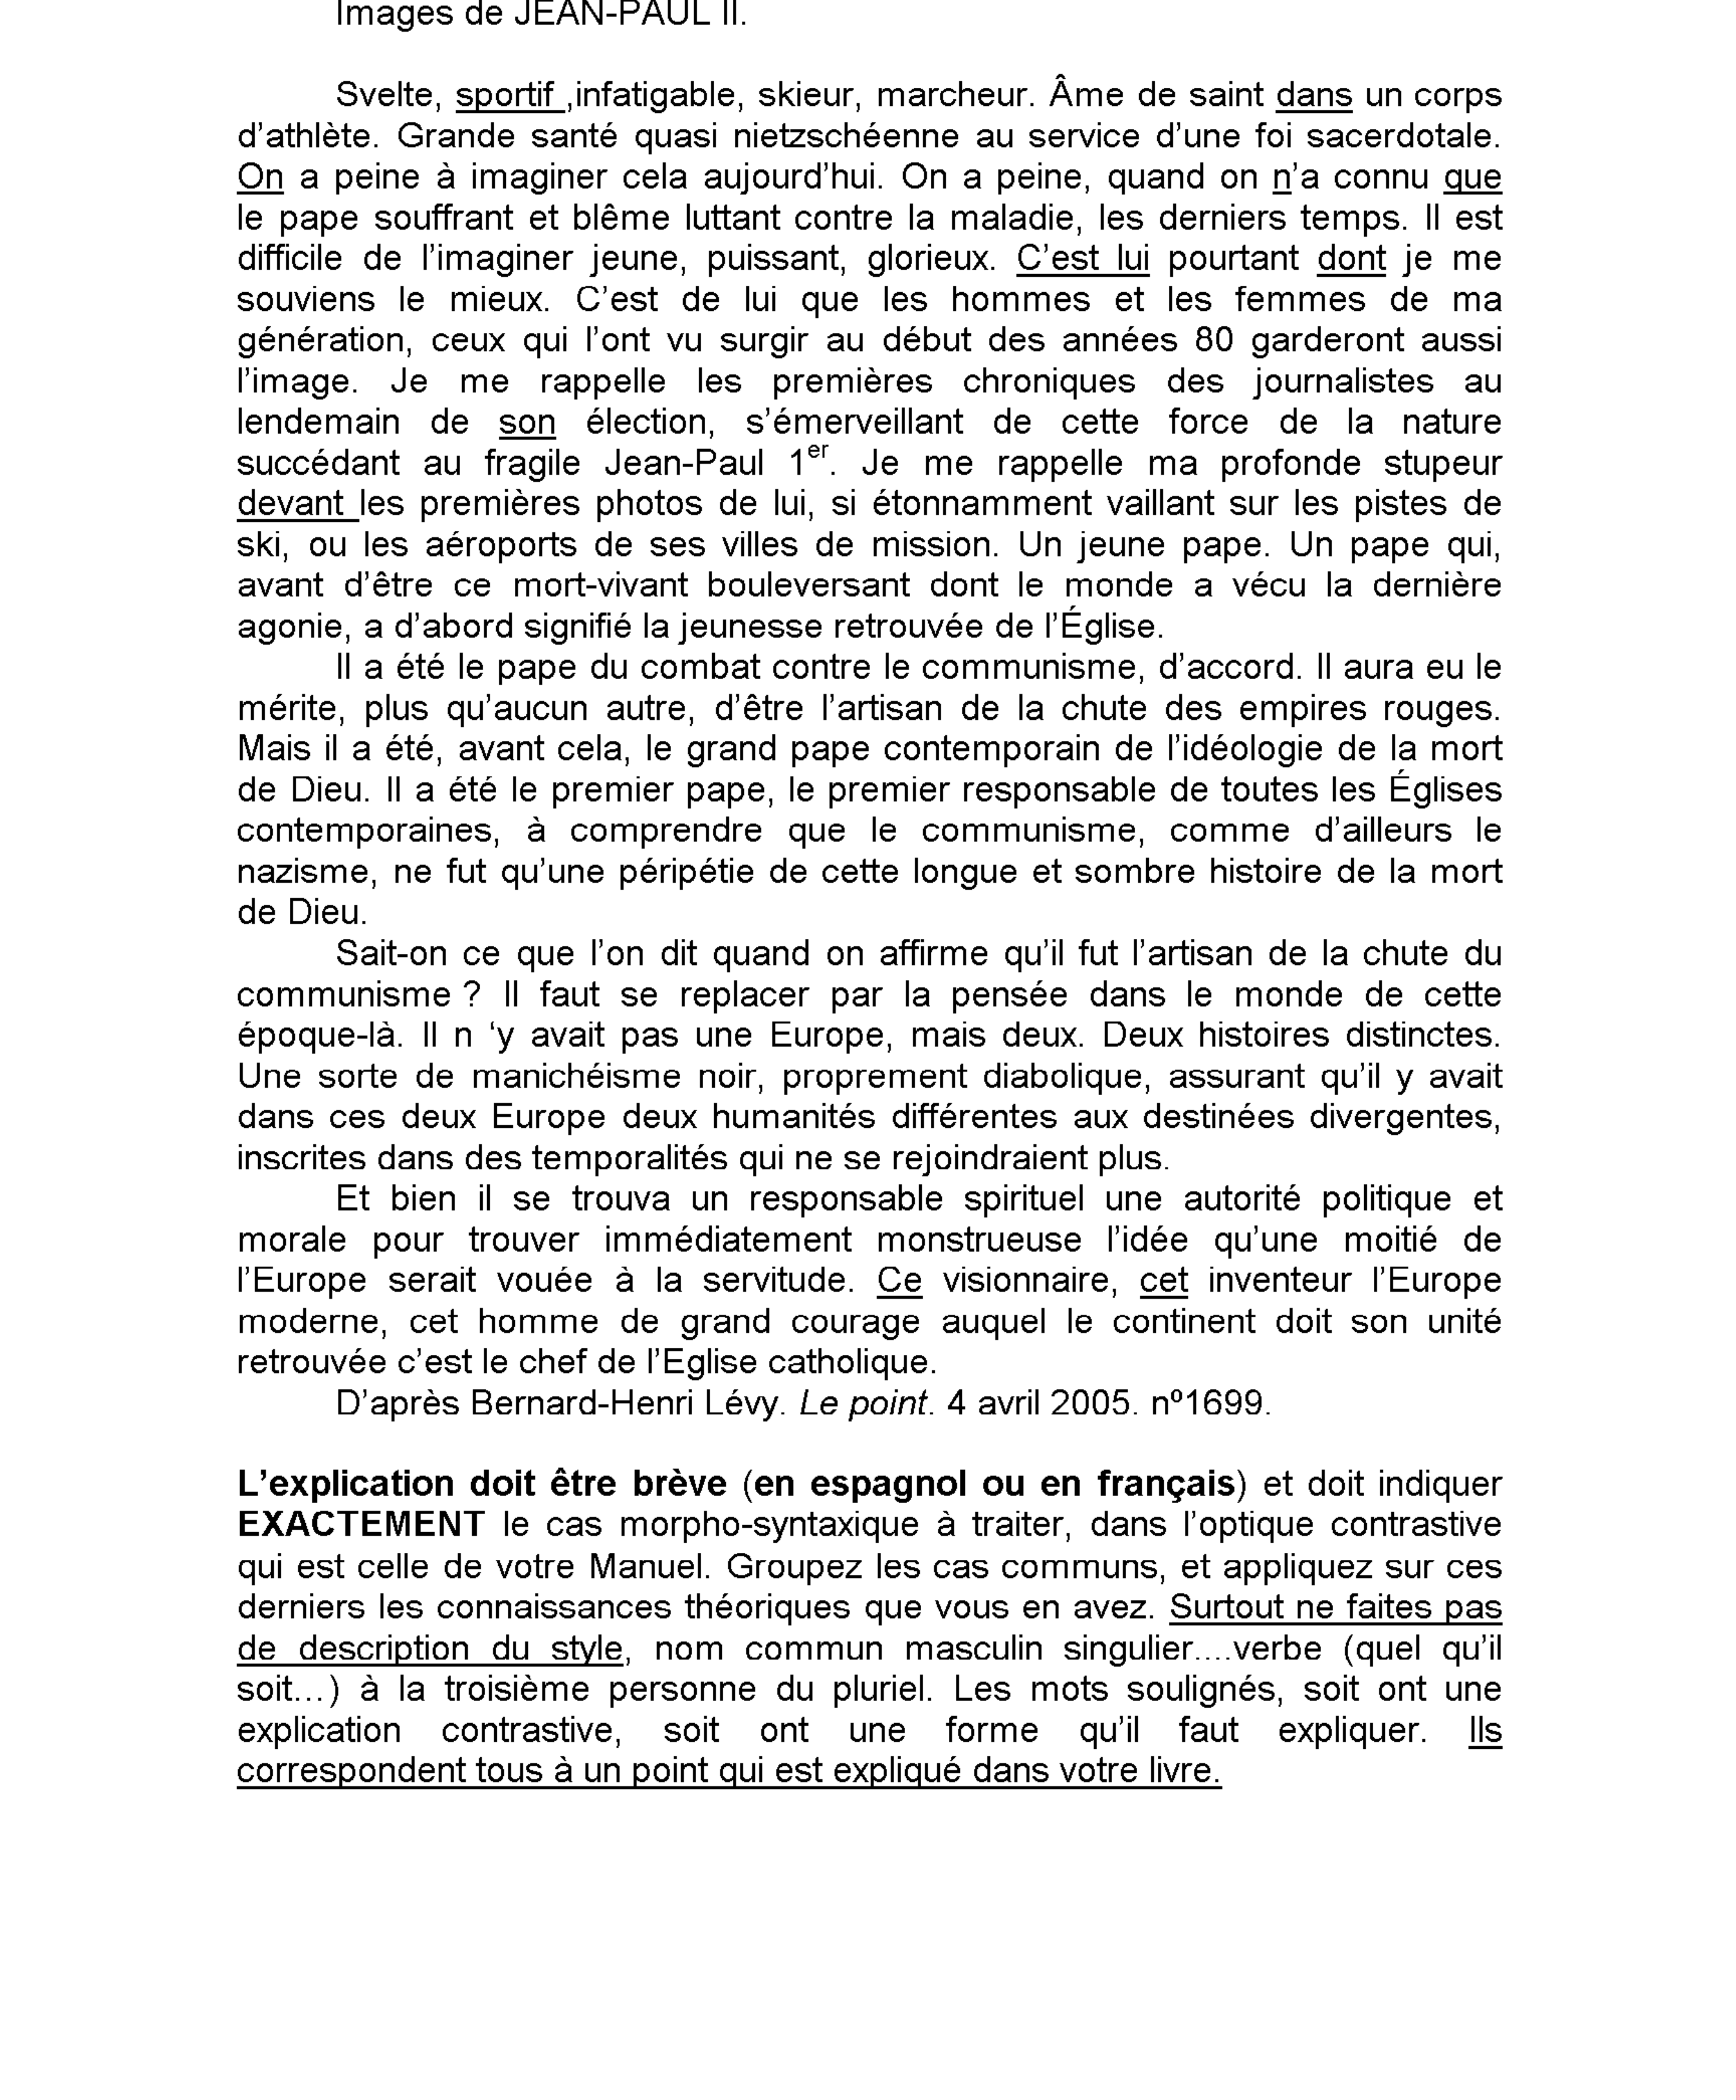 Images de JEAN-PAUL II.
Svelte, sportif ,infatigable, skieur, marcheur. Âme de saint dans un corps
d’athlète. Grande santé quasi nietzschéenne au service d’une foi sacerdotale.
On a peine à imaginer cela aujourd’hui. On a peine, quand on n’a connu que
le pape souffrant et blême luttant contre la maladie, les derniers temps. Il est
difficile de l’imaginer jeune, puissant, glorieux. C’est lui pourtant dont je me
souviens le mieux. C’est de lui que les hommes et les femmes de ma
génération, ceux qui l’ont vu surgir au début des années 80 garderont aussi
l’image. Je me rappelle les premières chroniques des journalistes au
lendemain de son élection, s’émerveillant de cette force de la nature
succédant au fragile Jean-Paul 1er. Je me rappelle ma profonde stupeur
devant les premières photos de lui, si étonnamment vaillant sur les pistes de
ski, ou les aéroports de ses villes de mission. Un jeune pape. Un pape qui,
avant d’être ce mort-vivant bouleversant dont le monde a vécu la dernière
agonie, a d’abord signifié la jeunesse retrouvée de l’Église.
Il a été le pape du combat contre le communisme, d’accord. Il aura eu le
mérite, plus qu’aucun autre, d’être l’artisan de la chute des empires rouges.
Mais il a été, avant cela, le grand pape contemporain de l’idéologie de la mort
de Dieu. Il a été le premier pape, le premier responsable de toutes les Églises
contemporaines, à comprendre que le communisme, comme d’ailleurs le
nazisme, ne fut qu’une péripétie de cette longue et sombre histoire de la mort
de Dieu.
Sait-on ce que l’on dit quand on affirme qu’il fut l’artisan de la chute du
communisme ? Il faut se replacer par la pensée dans le monde de cette
époque-là. Il n ‘y avait pas une Europe, mais deux. Deux histoires distinctes.
Une sorte de manichéisme noir, proprement diabolique, assurant qu’il y avait
dans ces deux Europe deux humanités différentes aux destinées divergentes,
inscrites dans des temporalités qui ne se rejoindraient plus.
Et bien il se trouva un responsable spirituel une autorité politique et
morale pour trouver immédiatement monstrueuse l’idée qu’une moitié de
l’Europe serait vouée à la servitude. Ce visionnaire, cet inventeur l’Europe
moderne, cet homme de grand courage auquel le continent doit son unité
retrouvée c’est le chef de l’Eglise catholique.
D’après Bernard-Henri Lévy. Le point. 4 avril 2005. nº1699.
L’explication doit être brève (en espagnol ou en français) et doit indiquer
EXACTEMENT le cas morpho-syntaxique à traiter, dans l’optique contrastive
qui est celle de votre Manuel. Groupez les cas communs, et appliquez sur ces
derniers les connaissances théoriques que vous en avez. Surtout ne faites pas
de description du style, nom commun masculin singulier....verbe (quel qu’il
soit...) à la troisième personne du pluriel. Les mots soulignés, soit ont une
explication contrastive, soit ont une forme qu’il faut expliquer. Ils
correspondent tous à un point qui est expliqué dans votre livre.